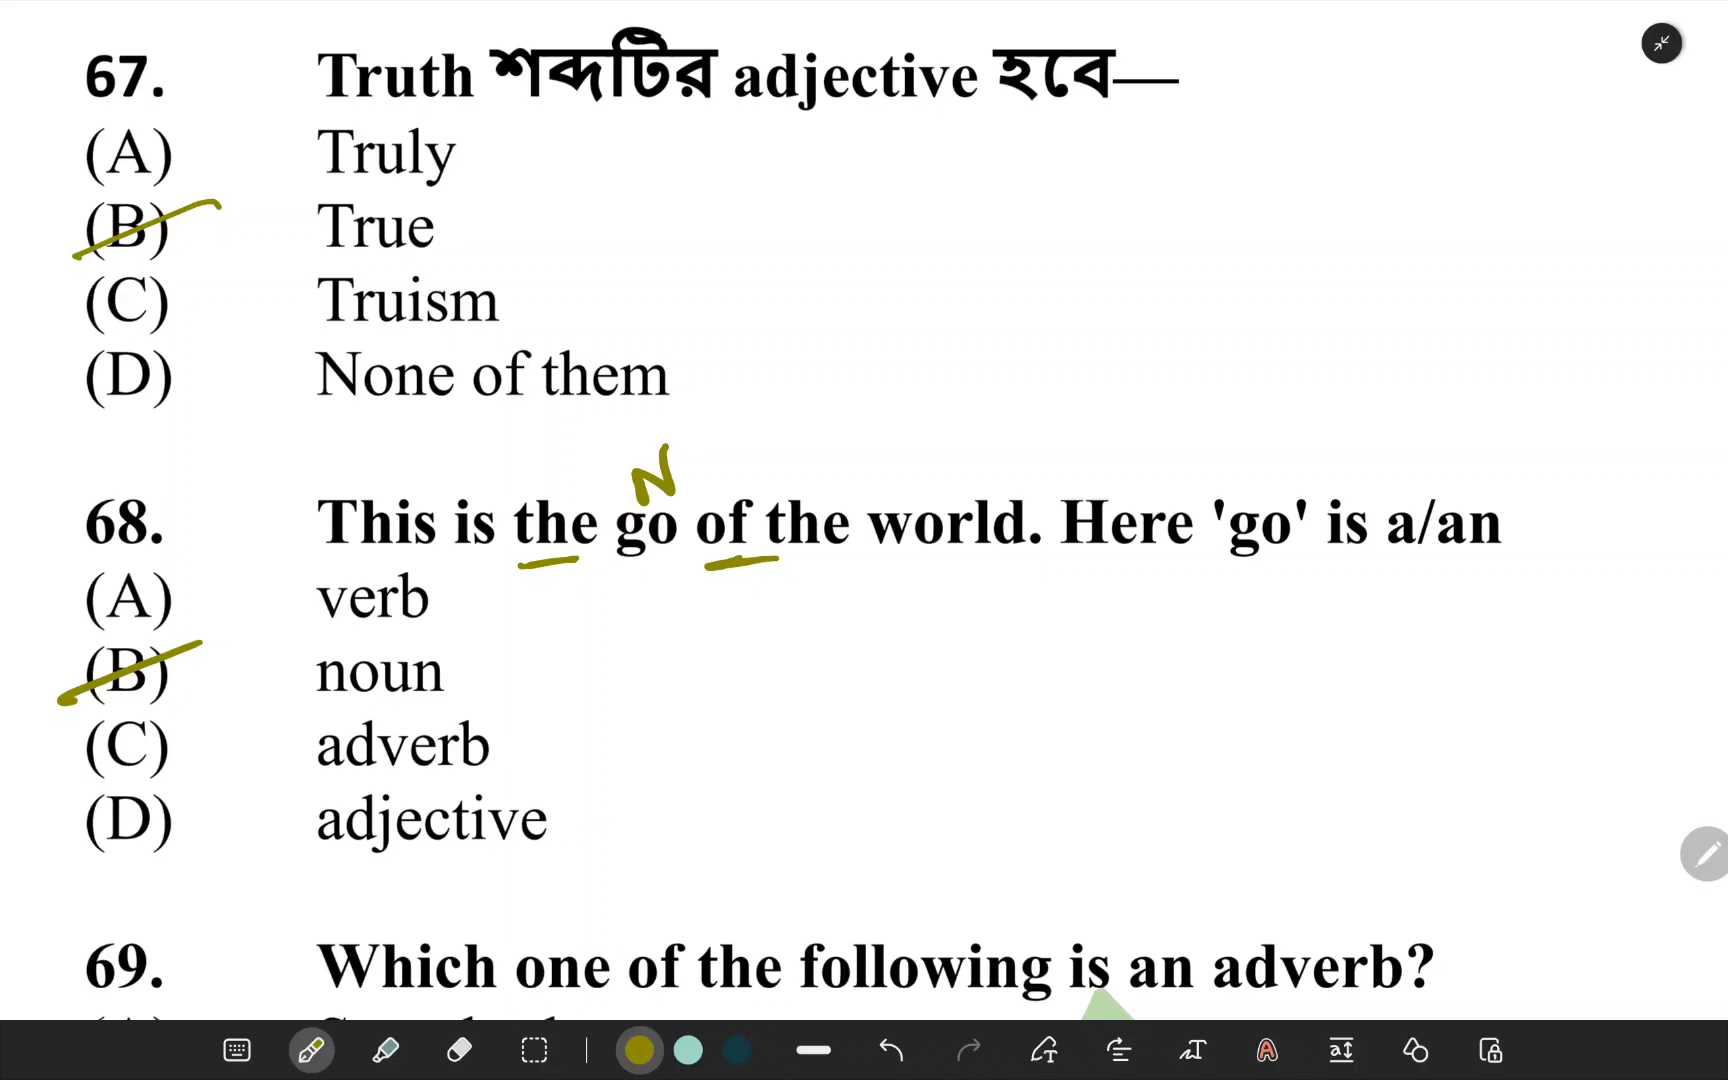 67. Truth শব্দটির adjective হবে—
(A) Truly
(B) True
(C) Truism
(D) None of them
N
68. This is the go of the world. Here 'go' is a/an
(A) verb
(B) noun
(C) adverb
(D) adjective
69. Which one of the following is an adverb?